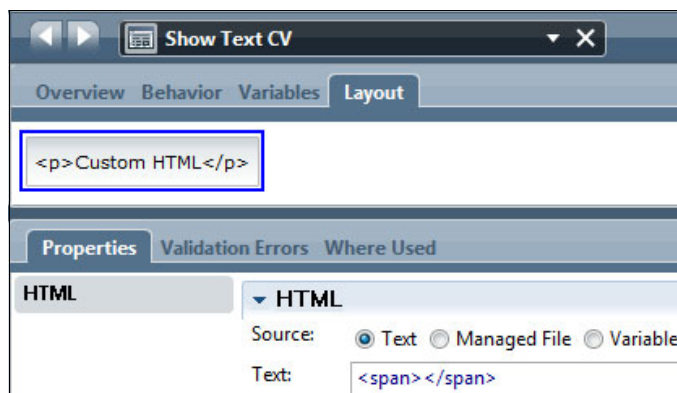 Show Text CV
Overview Behavior Variables Layout
<p>Custom HTML</p>
Properties Validation Errors Where Used
HTML
HTML
Source: Text Managed File Variable
Text: <span></span>